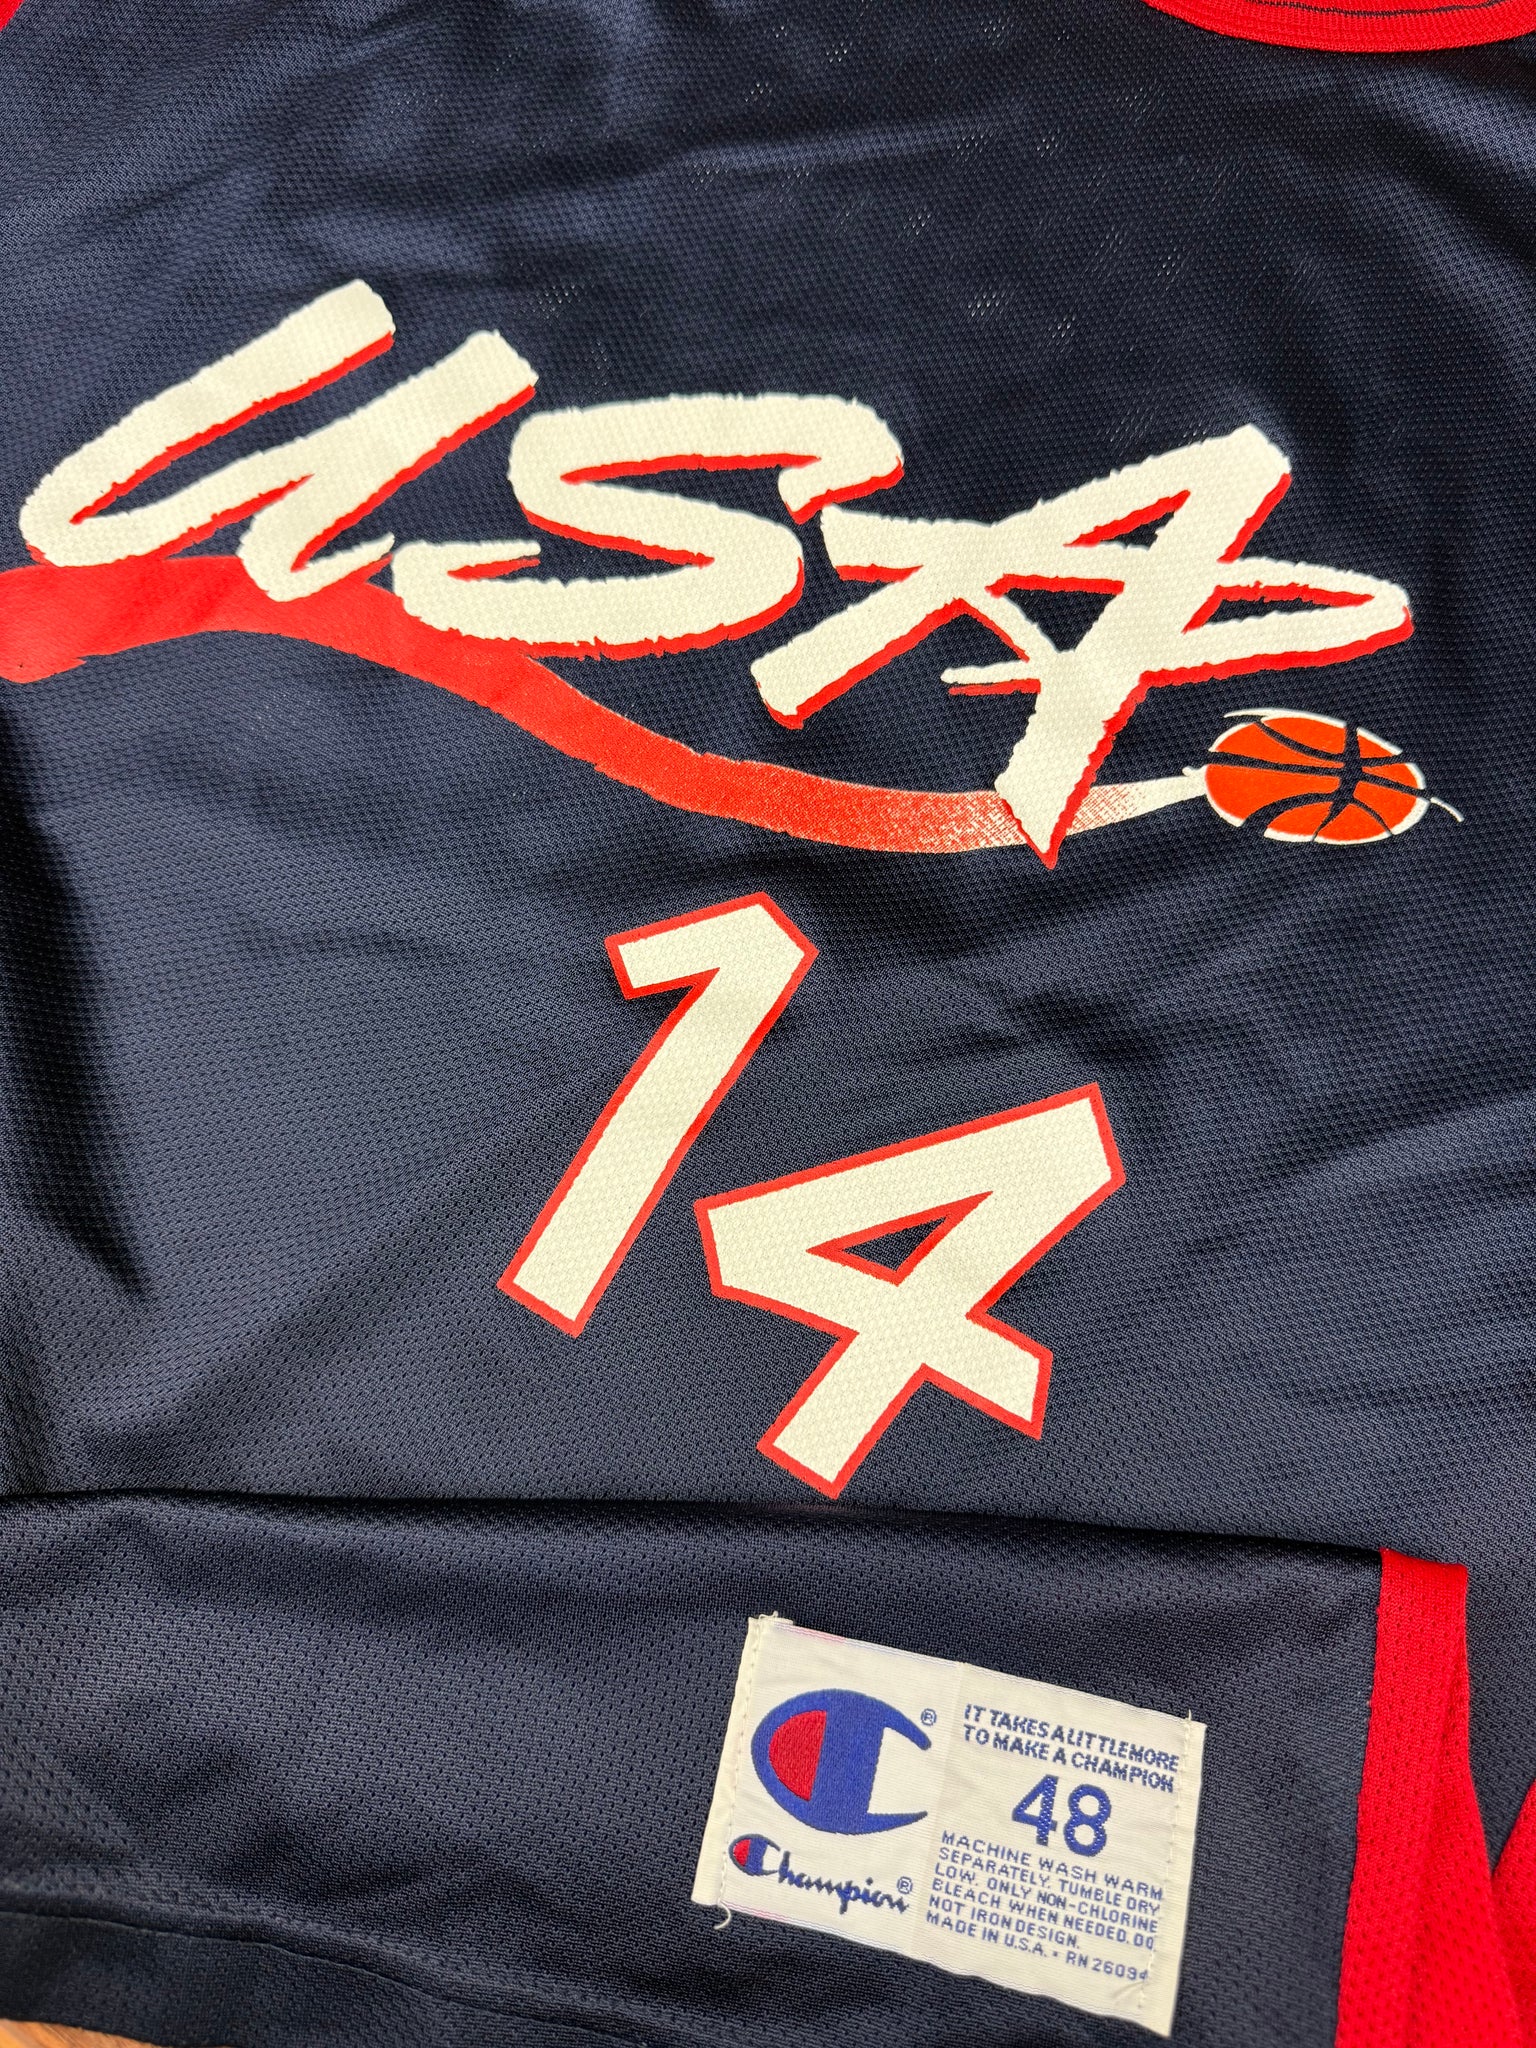 USA
14
®
IT TAKES A LITTLE MORE
TO MAKE A CHAMPION
48
Champion®
MACHINE WASH WARM
SEPARATELY. TUMBLE DRY
LOW. ONLY NON-CHLORINE
BLEACH WHEN NEEDED. DO
NOT IRON DESIGN.
MADE IN U.S.A. • RN 26094